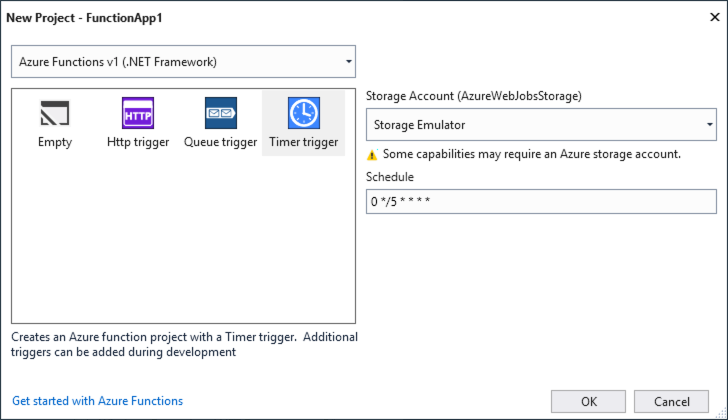 New Project - FunctionApp1
Azure Functions v1 (.NET Framework)
HTTP
Empty
Http trigger
Queue trigger
Timer trigger
Storage Account (AzureWebJobsStorage)
Storage Emulator
Some capabilities may require an Azure storage account.
Schedule
0 */5 * * * *
Creates an Azure function project with a Timer trigger.  Additional
triggers can be added during development
Get started with Azure Functions
OK
Cancel